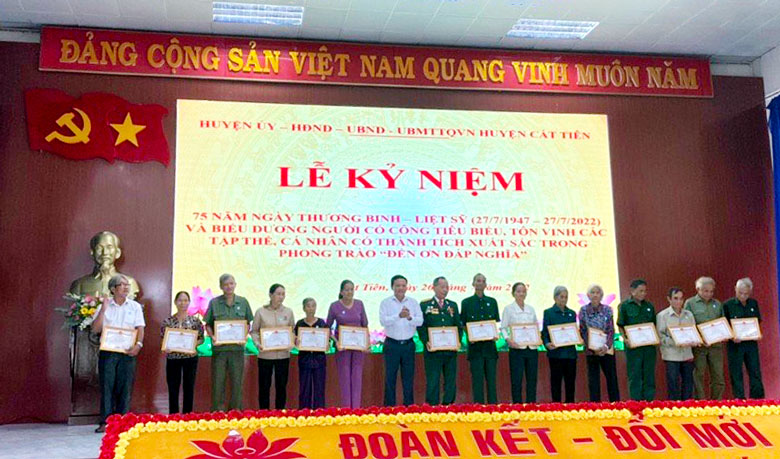 ĐẢNG CỘNG SẢN VIỆT NAM QUANG VINH MUÔN NĂM
HUYỆN ỦY – HĐND – UBND - UBMTTQVN HUYỆN CÁT TIÊN
LỄ KỶ NIỆM
75 NĂM NGÀY THƯƠNG BINH – LIỆT SỸ (27/7/1947 – 27/7/2022)
VÀ BIỂU DƯƠNG NGƯỜI CÓ CÔNG TIÊU BIỂU, TÔN VINH CÁC
TẬP THỂ, CÁ NHÂN CÓ THÀNH TÍCH XUẤT SẮC TRONG
PHONG TRÀO “ĐỀN ƠN ĐÁP NGHĨA”
Tiên, ngày 26
ĐOÀN KẾT - ĐỔI MỚI